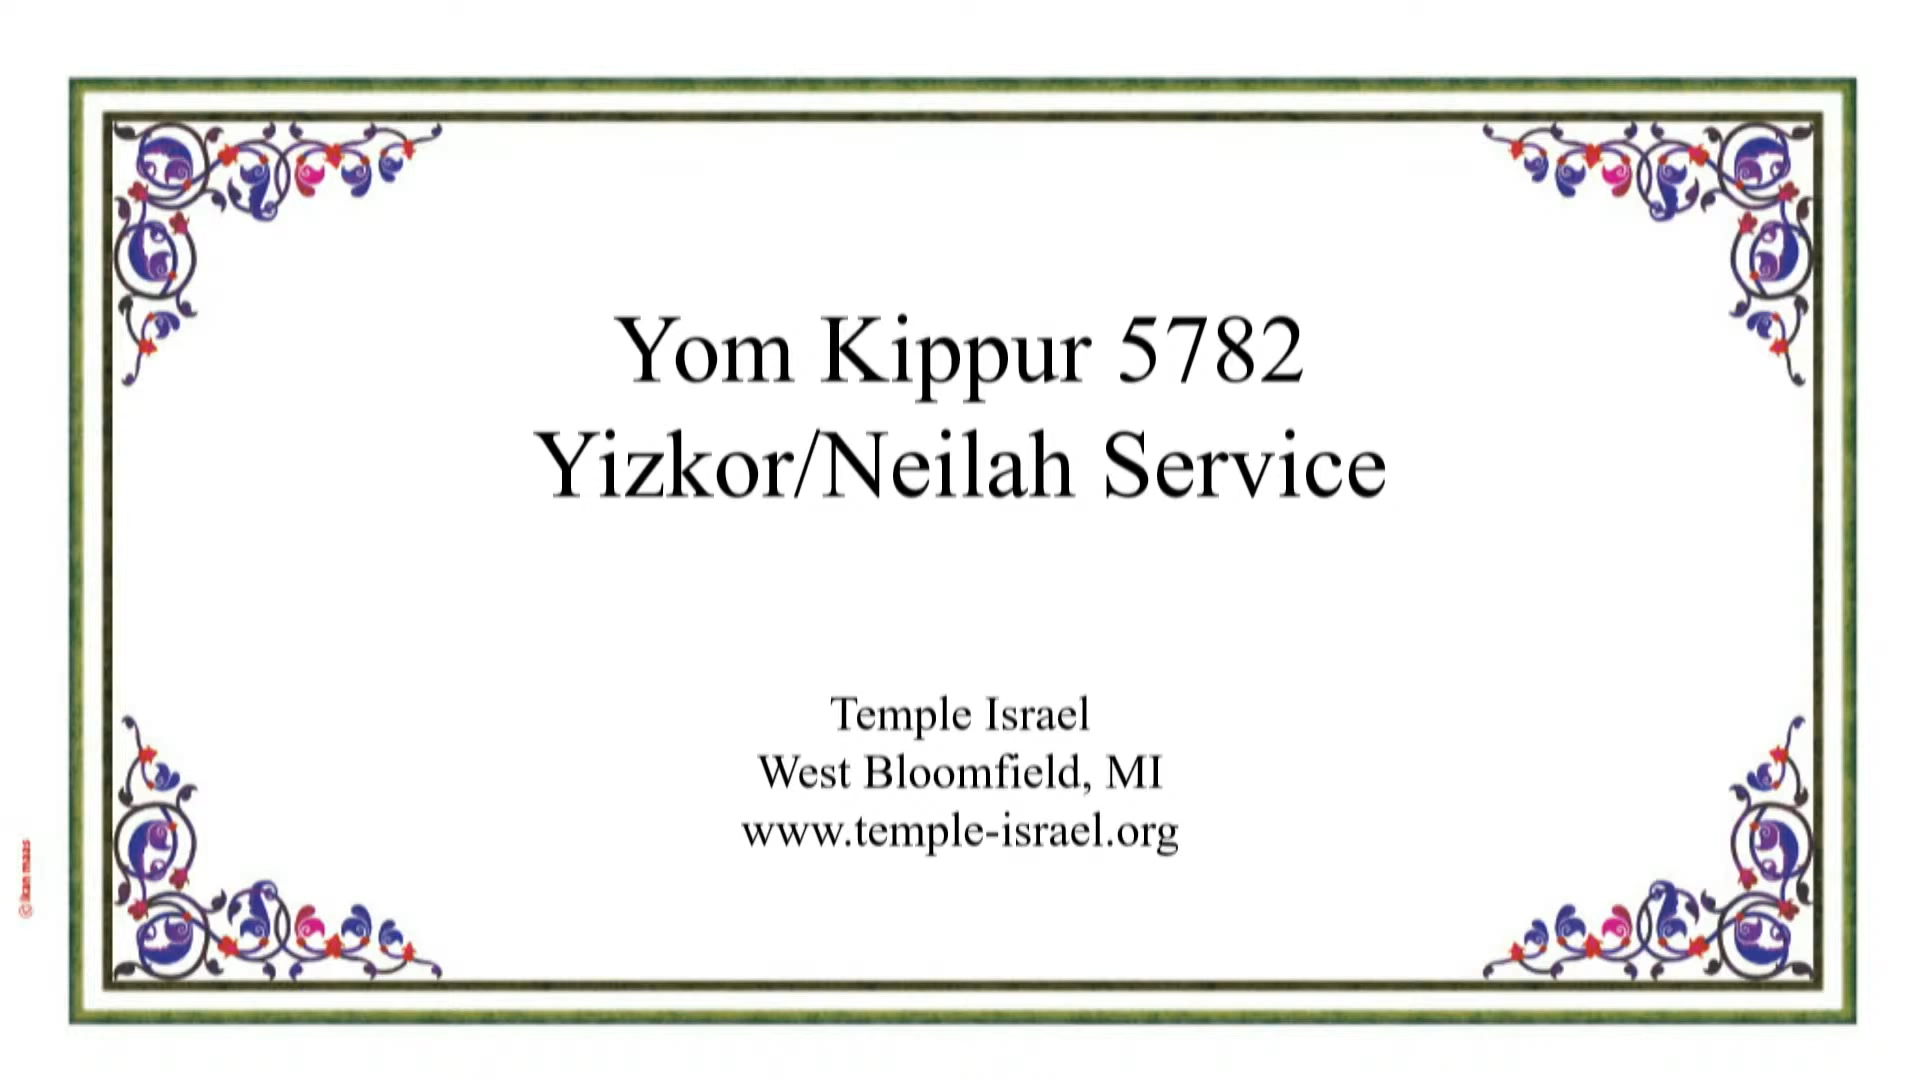 Yom Kippur 5782
Yizkor/Neilah Service
Temple Israel
West Bloomfield, MI
www.temple-israel.org